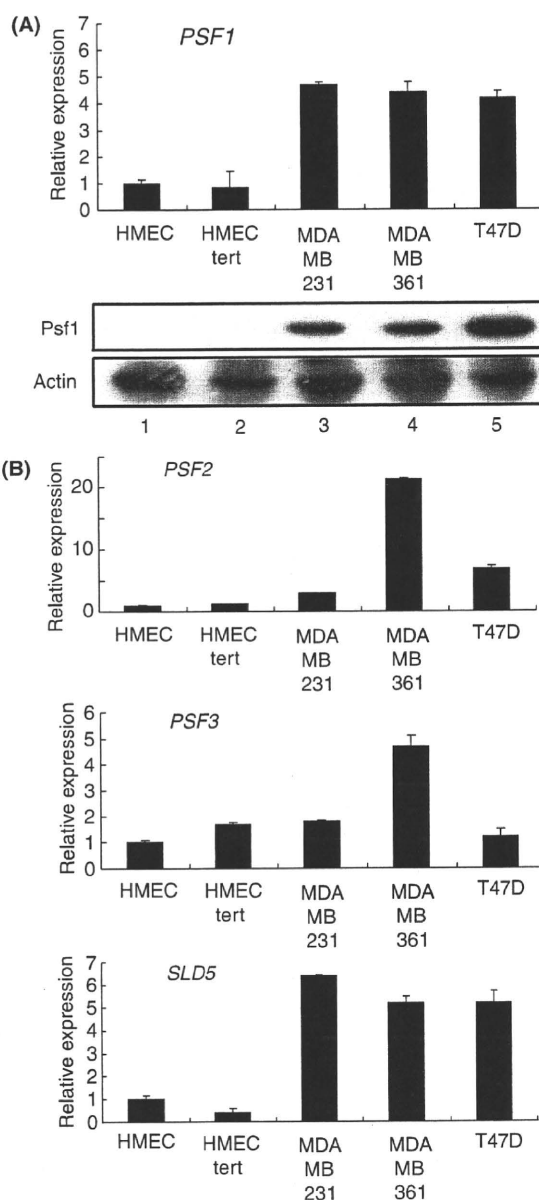 (A)
PSF1
Relative expression
7
6
5
4
3
2
1
0
HMEC
HMEC tert
MDA MB 231
MDA MB 361
T47D
Psf1
Actin
1 2 3 4 5
(B)
PSF2
Relative expression
20
10
0
HMEC
HMEC tert
MDA MB 231
MDA MB 361
T47D
PSF3
Relative expression
6
5
4
3
2
1
0
HMEC
HMEC tert
MDA MB 231
MDA MB 361
T47D
SLD5
Relative expression
7
6
5
4
3
2
1
0
HMEC
HMEC tert
MDA MB 231
MDA MB 361
T47D